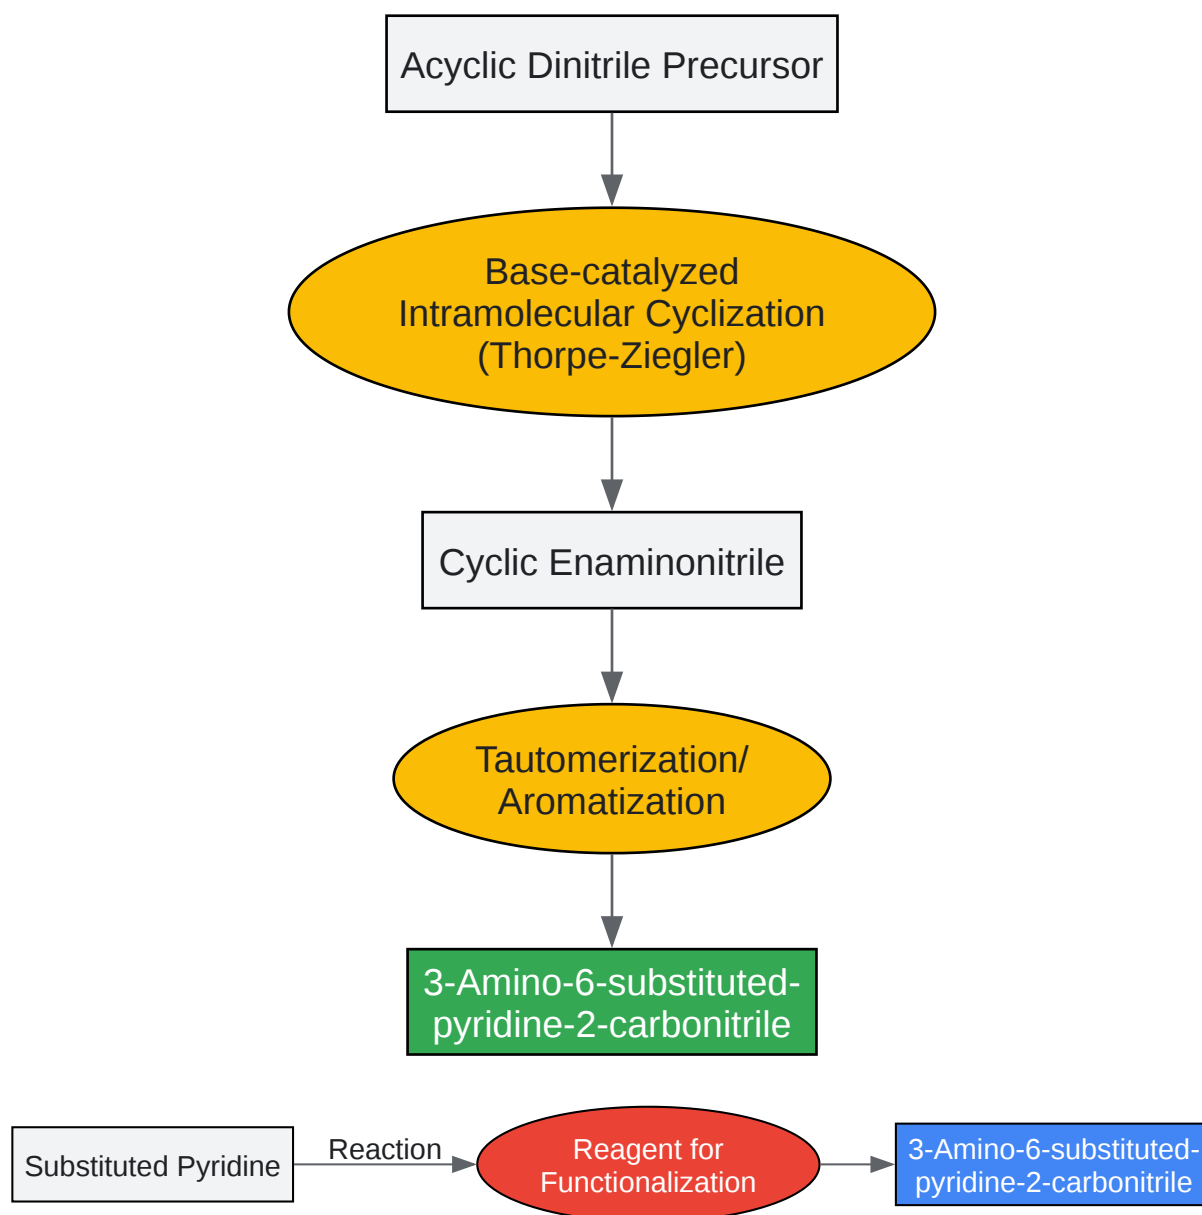 Acyclic Dinitrile Precursor
Base-catalyzed
Intramolecular Cyclization
(Thorpe-Ziegler)
Cyclic Enaminonitrile
Tautomerization/
Aromatization
3-Amino-6-substituted-
pyridine-2-carbonitrile
Substituted Pyridine
Reaction
Reagent for
Functionalization
3-Amino-6-substituted-
pyridine-2-carbonitrile